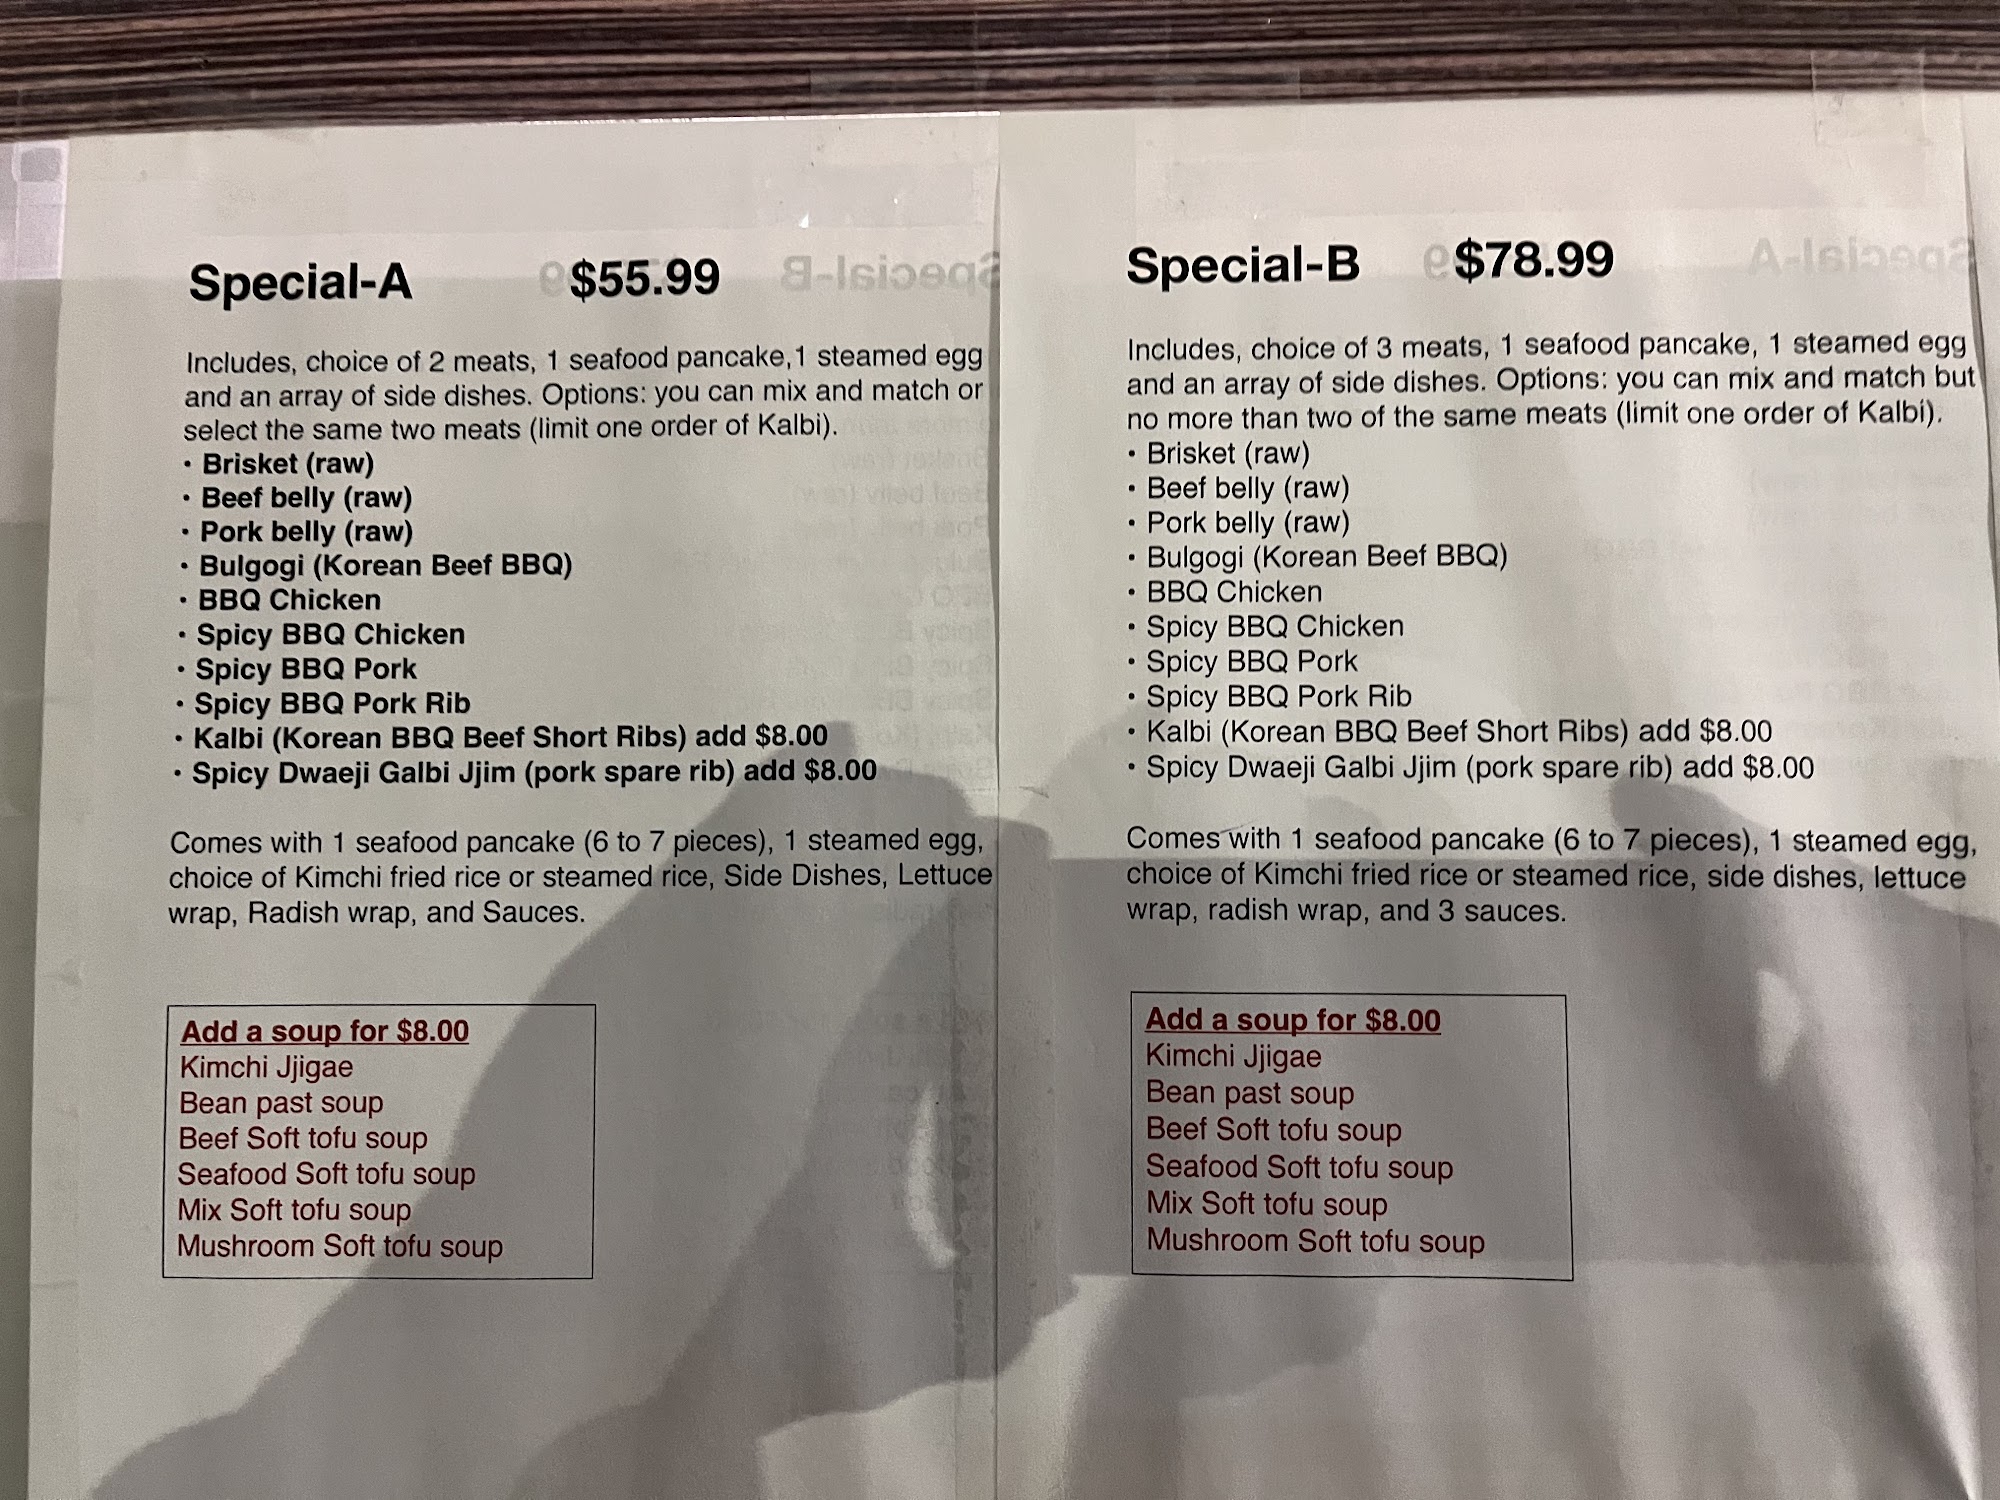 Special-A $55.99
Includes, choice of 2 meats, 1 seafood pancake,1 steamed egg
and an array of side dishes. Options: you can mix and match or
select the same two meats (limit one order of Kalbi).
• Brisket (raw)
• Beef belly (raw)
• Pork belly (raw)
• Bulgogi (Korean Beef BBQ)
• BBQ Chicken
• Spicy BBQ Chicken
• Spicy BBQ Pork
• Spicy BBQ Pork Rib
• Kalbi (Korean BBQ Beef Short Ribs) add $8.00
• Spicy Dwaeji Galbi Jjim (pork spare rib) add $8.00
Comes with 1 seafood pancake (6 to 7 pieces), 1 steamed egg,
choice of Kimchi fried rice or steamed rice, Side Dishes, Lettuce
wrap, Radish wrap, and Sauces.
Add a soup for $8.00
Kimchi Jjigae
Bean past soup
Beef Soft tofu soup
Seafood Soft tofu soup
Mix Soft tofu soup
Mushroom Soft tofu soup
Special-B $78.99
Includes, choice of 3 meats, 1 seafood pancake, 1 steamed egg
and an array of side dishes. Options: you can mix and match but
no more than two of the same meats (limit one order of Kalbi).
• Brisket (raw)
• Beef belly (raw)
• Pork belly (raw)
• Bulgogi (Korean Beef BBQ)
• BBQ Chicken
• Spicy BBQ Chicken
• Spicy BBQ Pork
• Spicy BBQ Pork Rib
• Kalbi (Korean BBQ Beef Short Ribs) add $8.00
• Spicy Dwaeji Galbi Jjim (pork spare rib) add $8.00
Comes with 1 seafood pancake (6 to 7 pieces), 1 steamed egg,
choice of Kimchi fried rice or steamed rice, side dishes, lettuce
wrap, radish wrap, and 3 sauces.
Add a soup for $8.00
Kimchi Jjigae
Bean past soup
Beef Soft tofu soup
Seafood Soft tofu soup
Mix Soft tofu soup
Mushroom Soft tofu soup